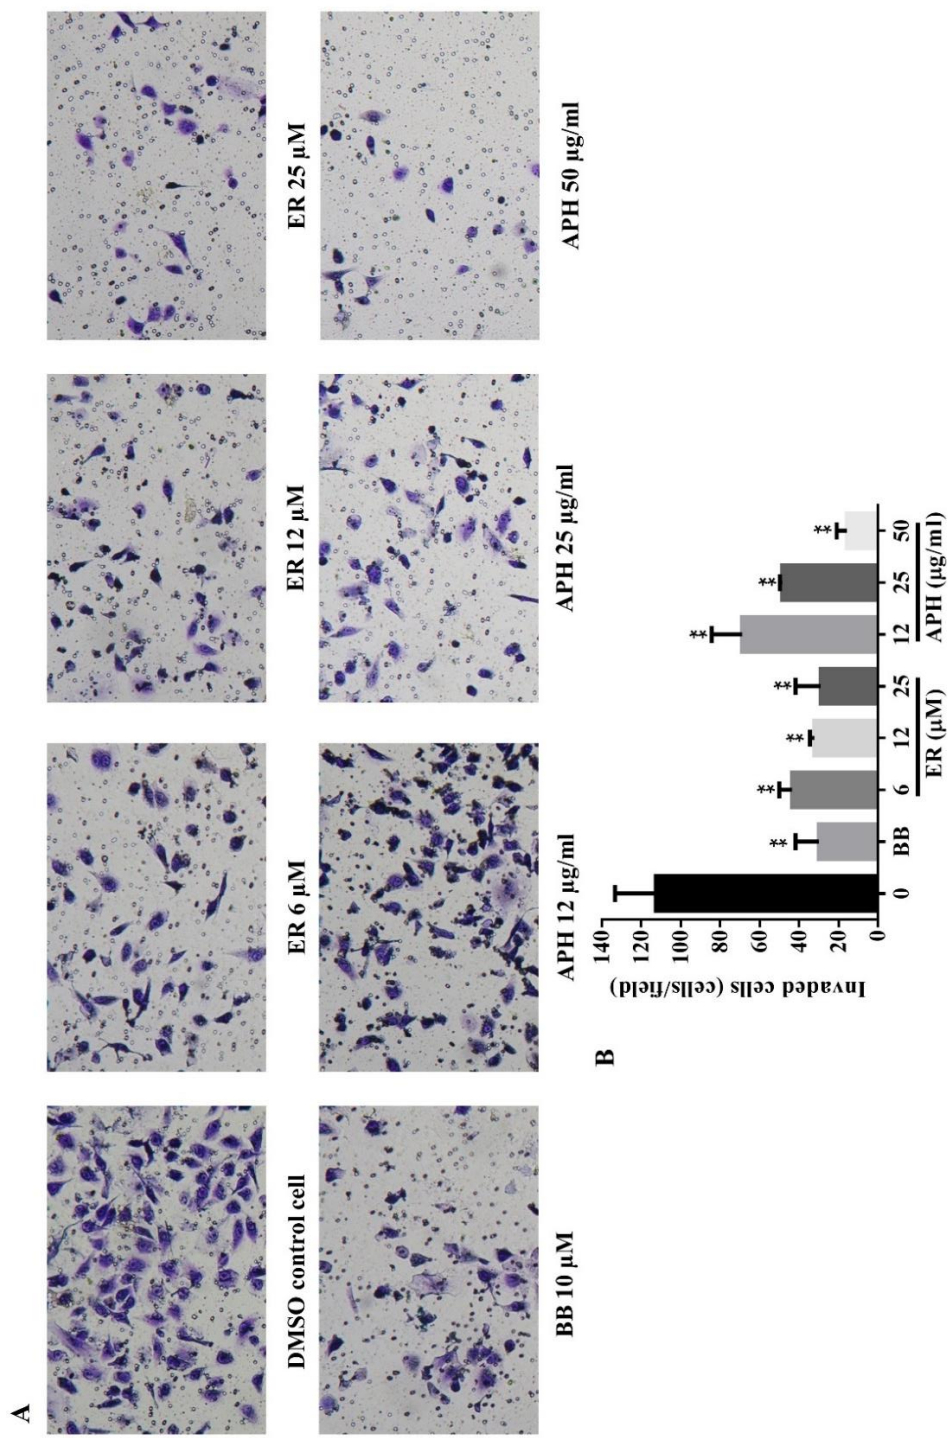 A
DMSO control cell
ER 6 μM
ER 12 μM
ER 25 μM
BB 10 μM
APH 12 μg/ml
APH 25 μg/ml
APH 50 μg/ml
B
Invaded cells (cells/field)
140
120
100
80
60
40
20
0
** ** ** ** ** ** **
0 BB 6 12 25 12 25 50
ER (μM) APH (μg/ml)